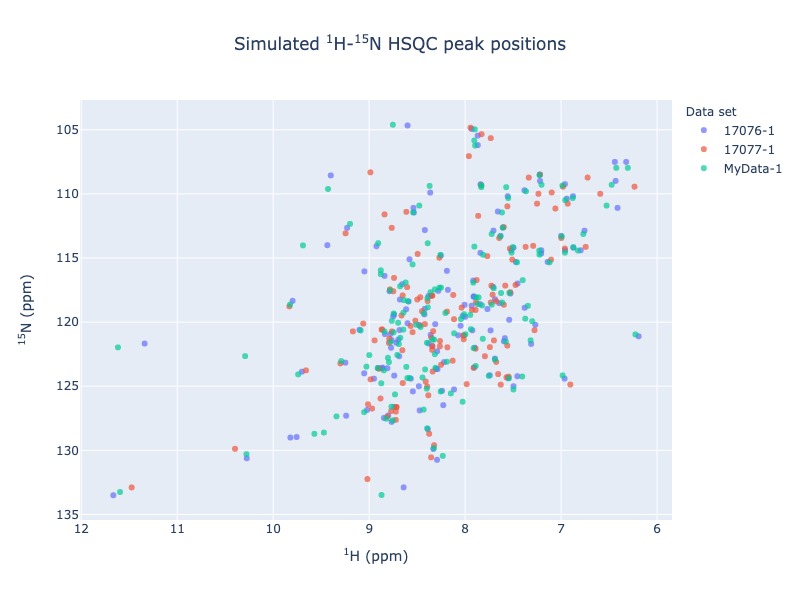 Simulated ¹H-¹⁵N HSQC peak positions
Data set
17076-1
17077-1
MyData-1
105
110
115
120
125
130
135
¹⁵N (ppm)
12 11 10 9 8 7 6
¹H (ppm)